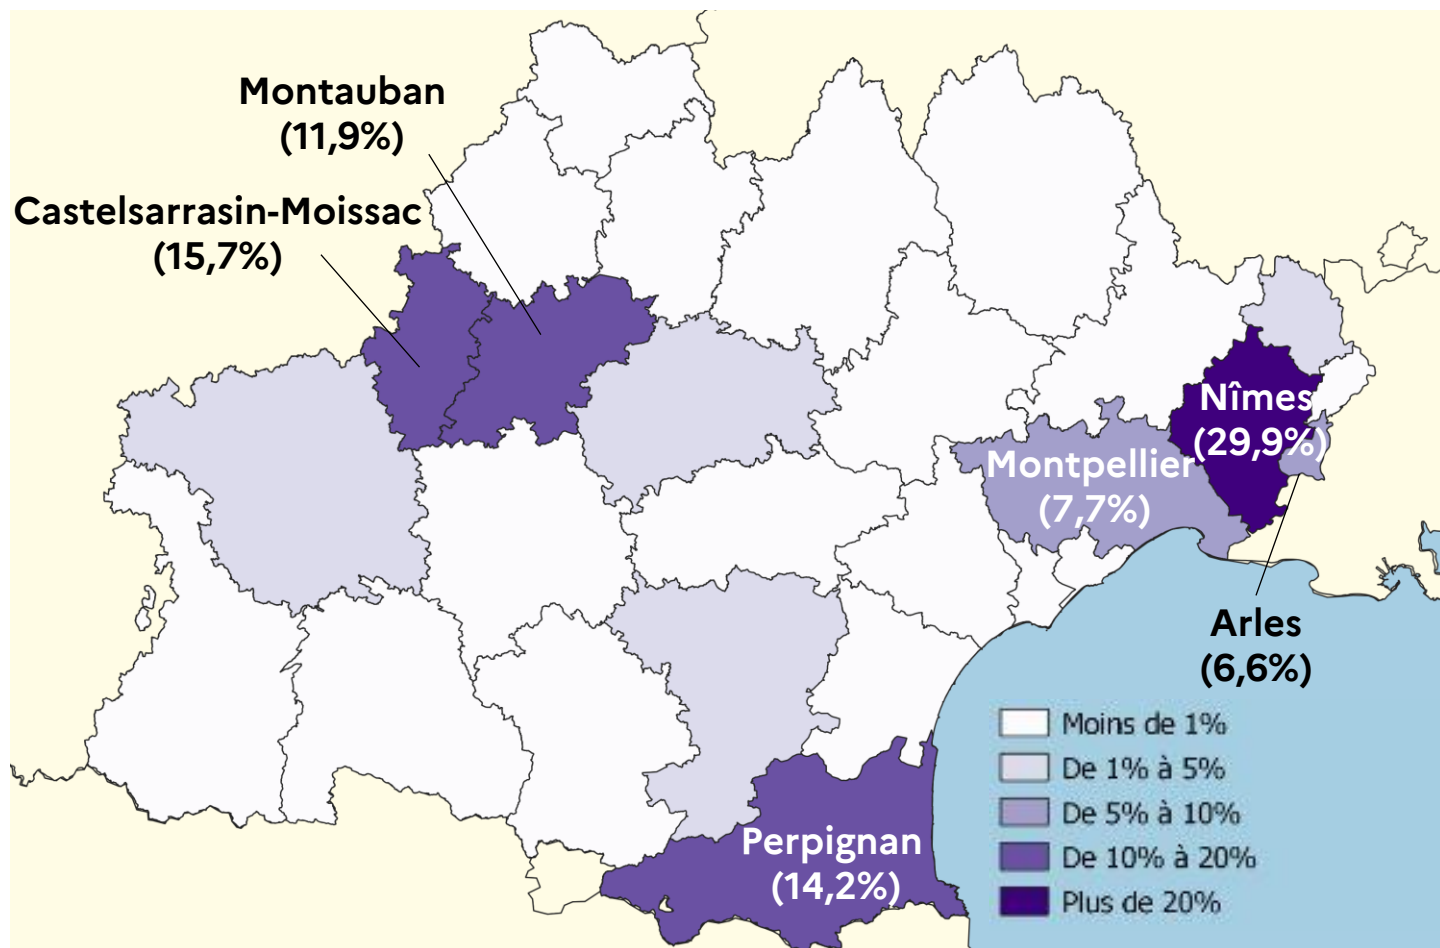 Montauban
(11,9%)
Castelsarrasin-Moissac
(15,7%)
Nîmes
(29,9%)
Montpellier
(7,7%)
Arles
(6,6%)
Moins de 1%
De 1% à 5%
De 5% à 10%
De 10% à 20%
Plus de 20%
Perpignan
(14,2%)